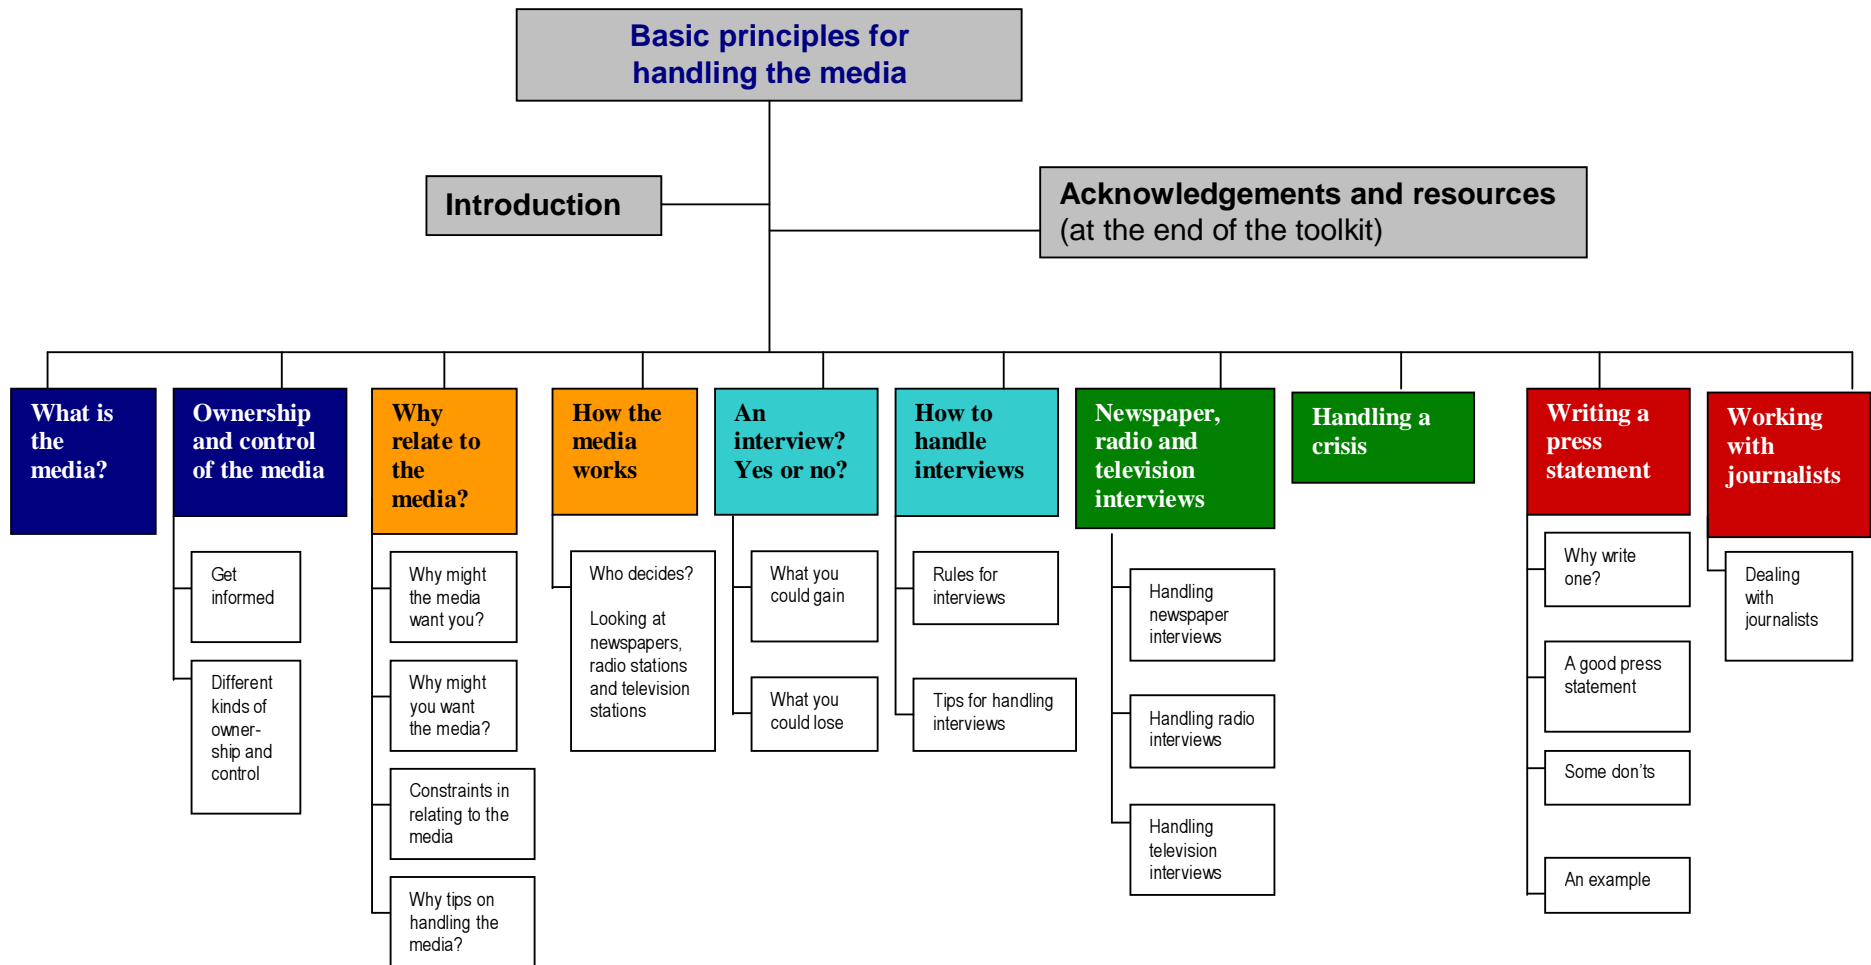 Basic principles for
handling the media
Introduction
Acknowledgements and resources
(at the end of the toolkit)
What is
the
media?
Ownership
and control
of the media
Get
informed
Different
kinds of
owner-
ship and
control
Why
relate to
the
media?
Why might
the media
want you?
Why might
you want
the media?
Constraints in
relating to the
media
Why tips on
handling the
media?
How the
media
works
Who decides?
Looking at
newspapers,
radio stations
and television
stations
An
interview?
Yes or no?
What you
could gain
What you
could lose
How to
handle
interviews
Rules for
interviews
Tips for handling
interviews
Newspaper,
radio and
television
interviews
Handling
newspaper
interviews
Handling radio
interviews
Handling
television
interviews
Handling a
crisis
Writing a
press
statement
Why write
one?
A good press
statement
Some don’ts
An example
Working
with
journalists
Dealing
with
journalists